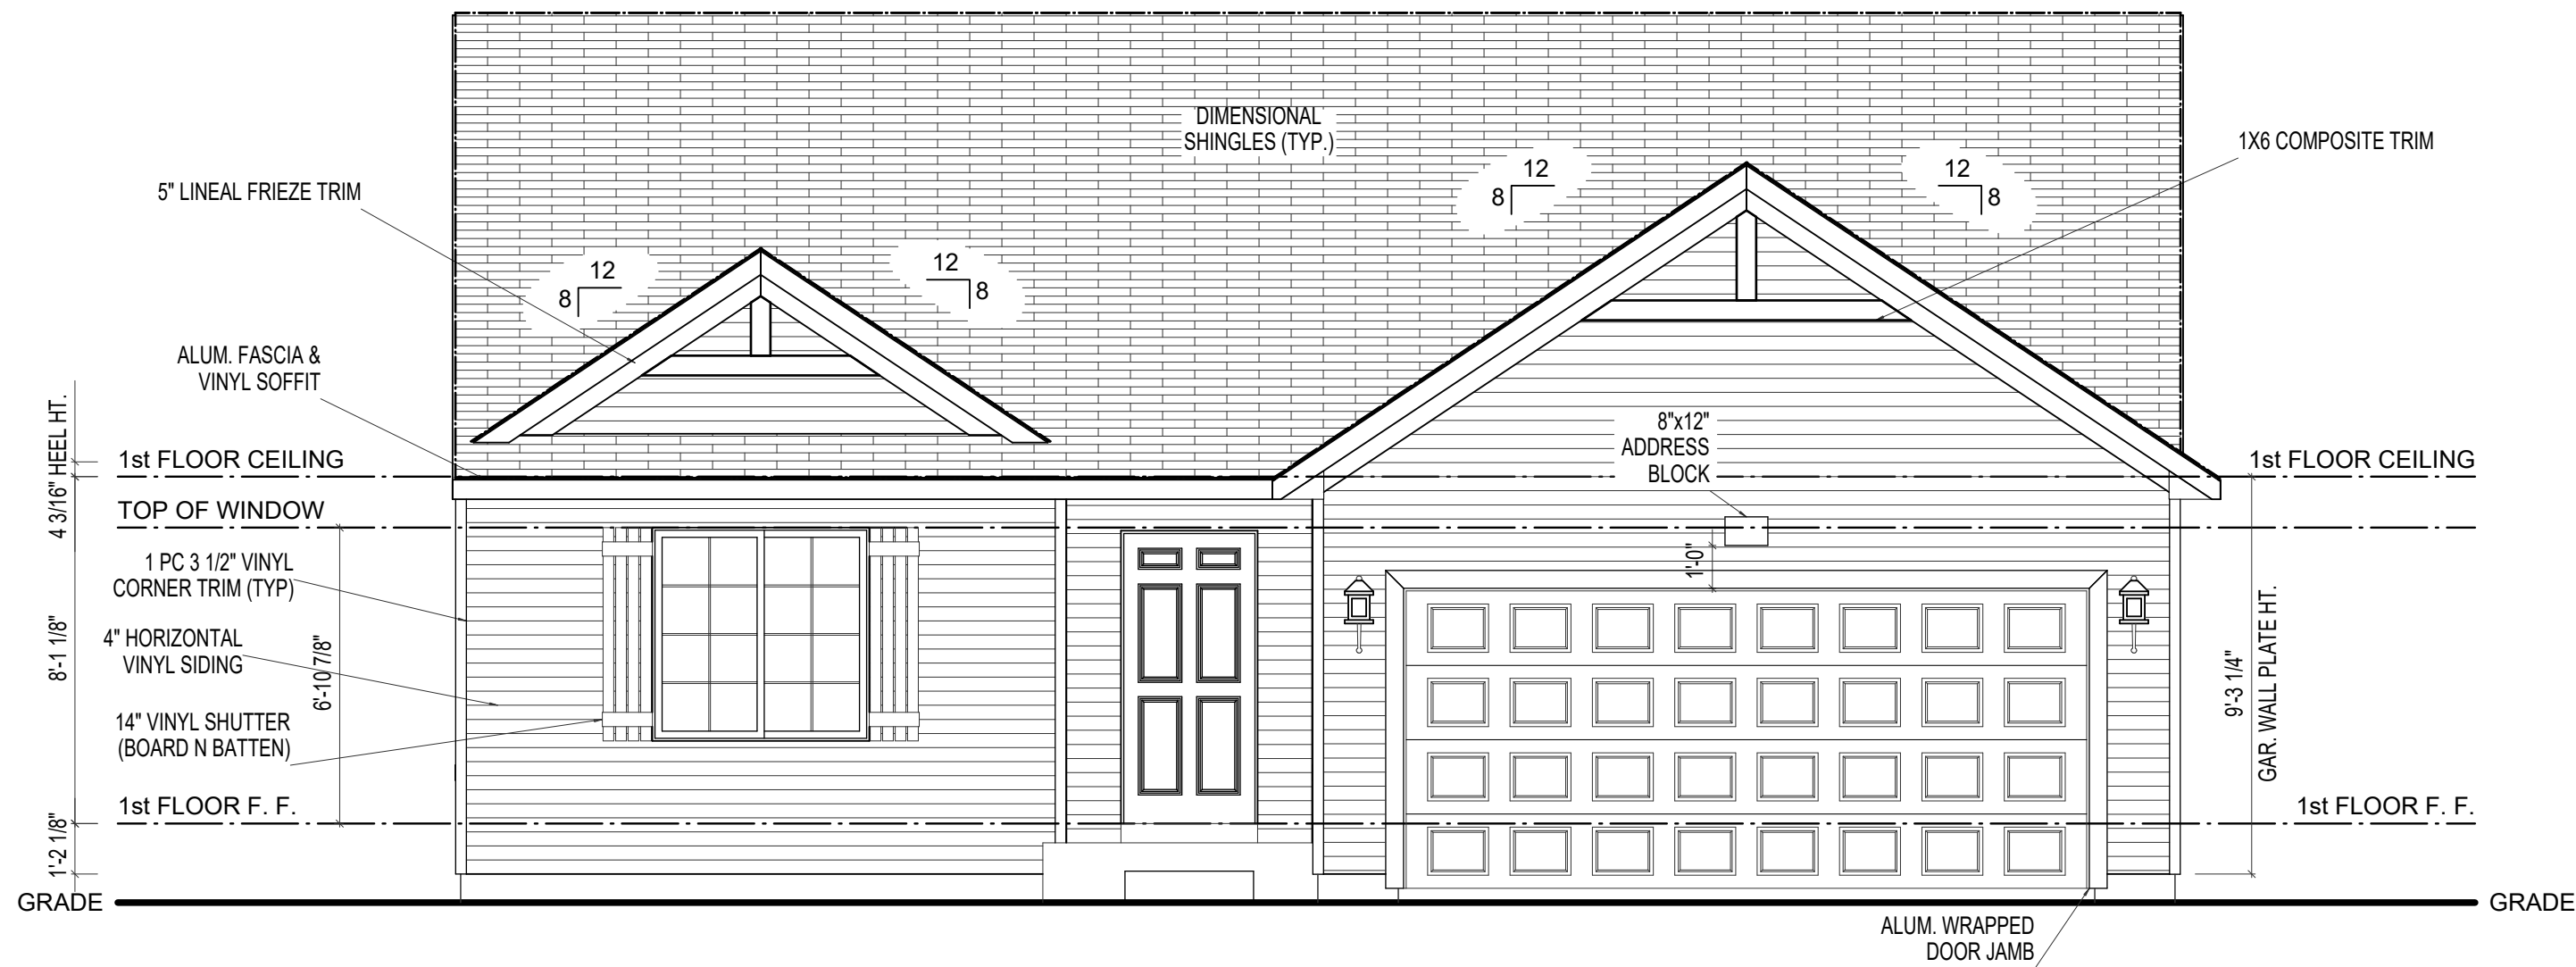 DIMENSIONAL
SHINGLES (TYP.)
12
8
12
8
1X6 COMPOSITE TRIM
5" LINEAL FRIEZE TRIM
12
8
12
8
ALUM. FASCIA &
VINYL SOFFIT
4 3/16" HEEL HT.
8"x12"
ADDRESS
BLOCK
1st FLOOR CEILING
1st FLOOR CEILING
TOP OF WINDOW
1 PC 3 1/2" VINYL
CORNER TRIM (TYP)
1'-0"
4" HORIZONTAL
VINYL SIDING
8'-1 1/8"
6'-10 7/8"
9'-3 1/4"
GAR. WALL PLATE HT.
14" VINYL SHUTTER
(BOARD N BATTEN)
1st FLOOR F. F.
1st FLOOR F. F.
1'-2 1/8"
GRADE
GRADE
ALUM. WRAPPED
DOOR JAMB